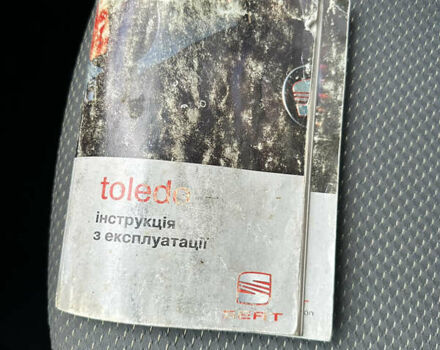 toledo
інструкція
з експлуатації
SEAT